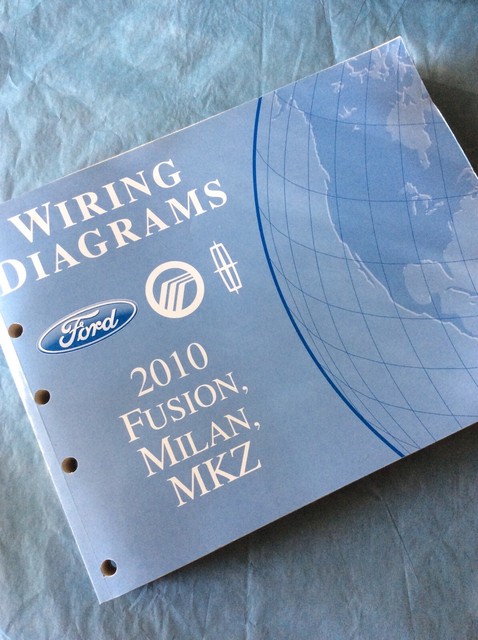 WIRING
DIAGRAMS
Ford
2010
FUSION,
MILAN,
MKZ